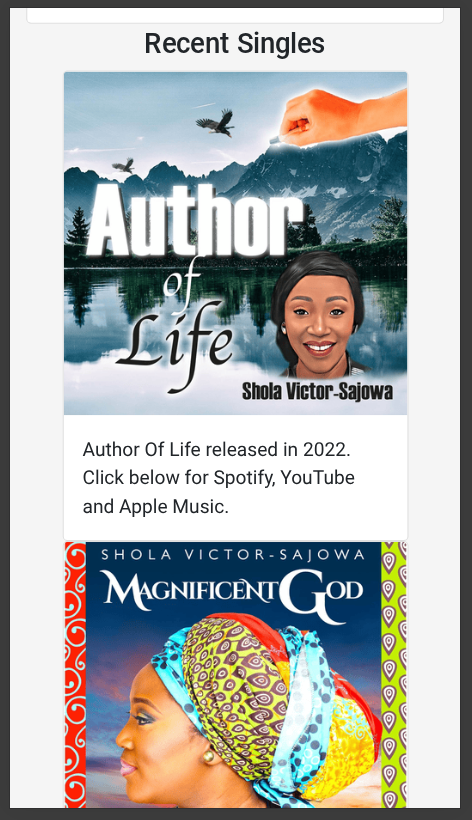 Recent Singles
Author
of
Life
Shola Victor-Sajowa
Author Of Life released in 2022.
Click below for Spotify, YouTube
and Apple Music.
SHOLA VICTOR-SAJOWA
MAGNIFICENT GOD